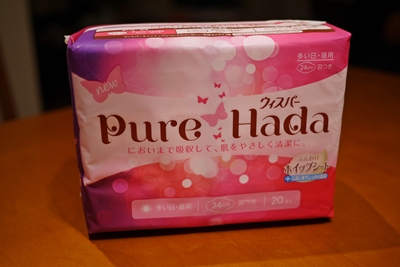 多い日・昼用
24cm 羽つき
new
ウィスパー
Pure Hada
においまで吸収して、肌をやさしく清潔に。
ふんわり
ホイップシート
多い日・昼用 24cm 羽つき 20